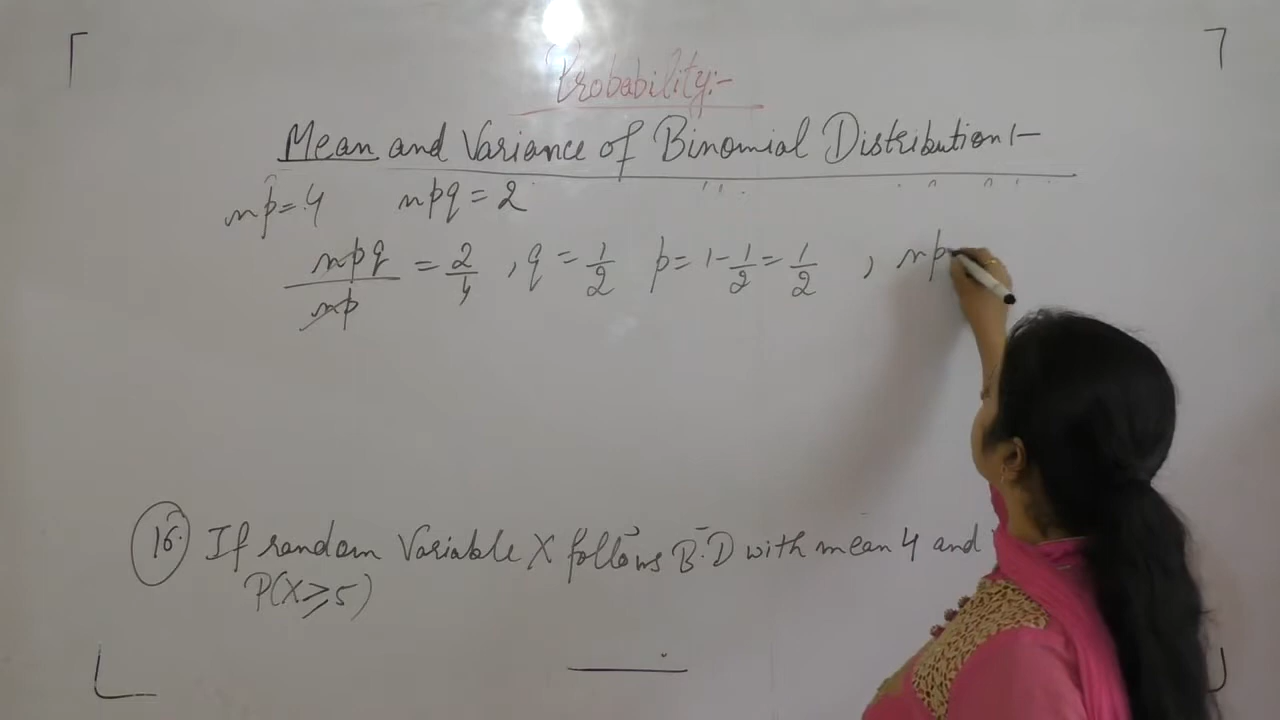 Probability:-
Mean and Variance of Binomial Distribution:-
np = 4 npq = 2
npq/np = 2/4 , q = 1/2 p = 1 - 1/2 = 1/2 , np
16. If random Variable X follows B.D with mean 4 and
P(X ≥ 5)